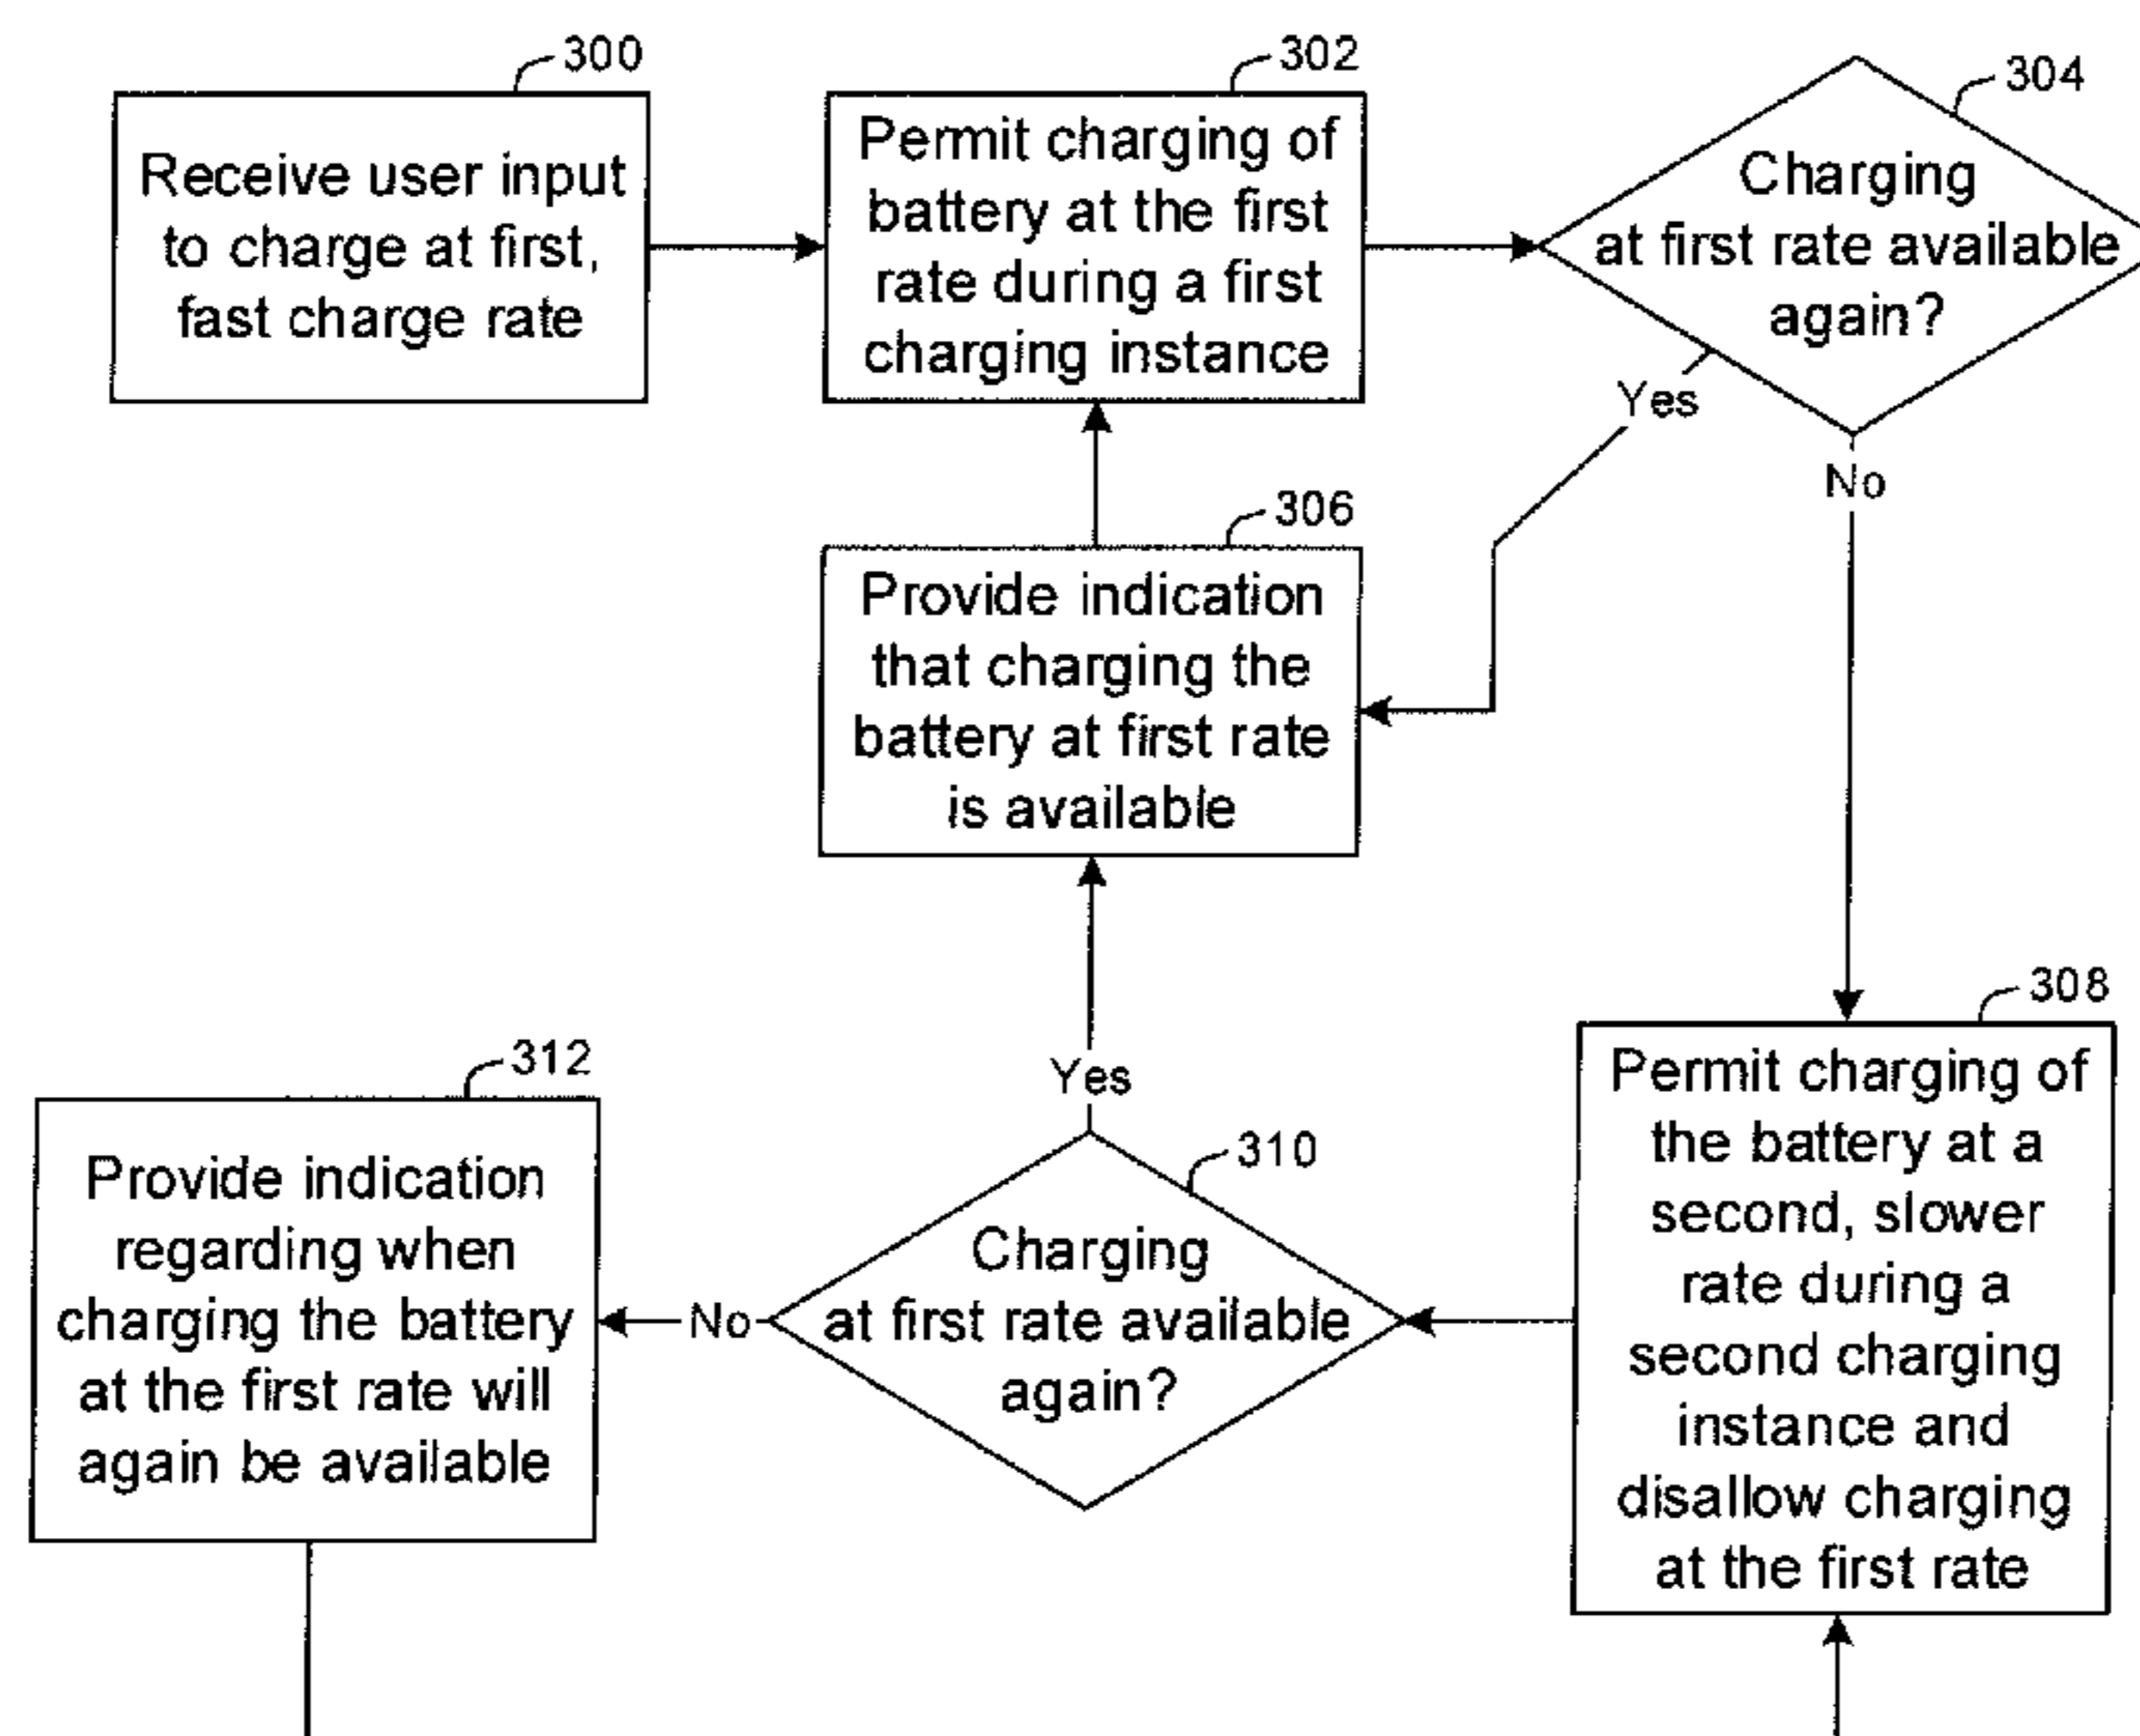 300
Receive user input
to charge at first,
fast charge rate
302
Permit charging of
battery at the first
rate during a first
charging instance
304
Charging
at first rate available
again?
Yes
No
306
Provide indication
that charging the
battery at first rate
is available
308
Permit charging of
the battery at a
second, slower
rate during a
second charging
instance and
disallow charging
at the first rate
310
Charging
at first rate available
again?
Yes
No
312
Provide indication
regarding when
charging the battery
at the first rate will
again be available